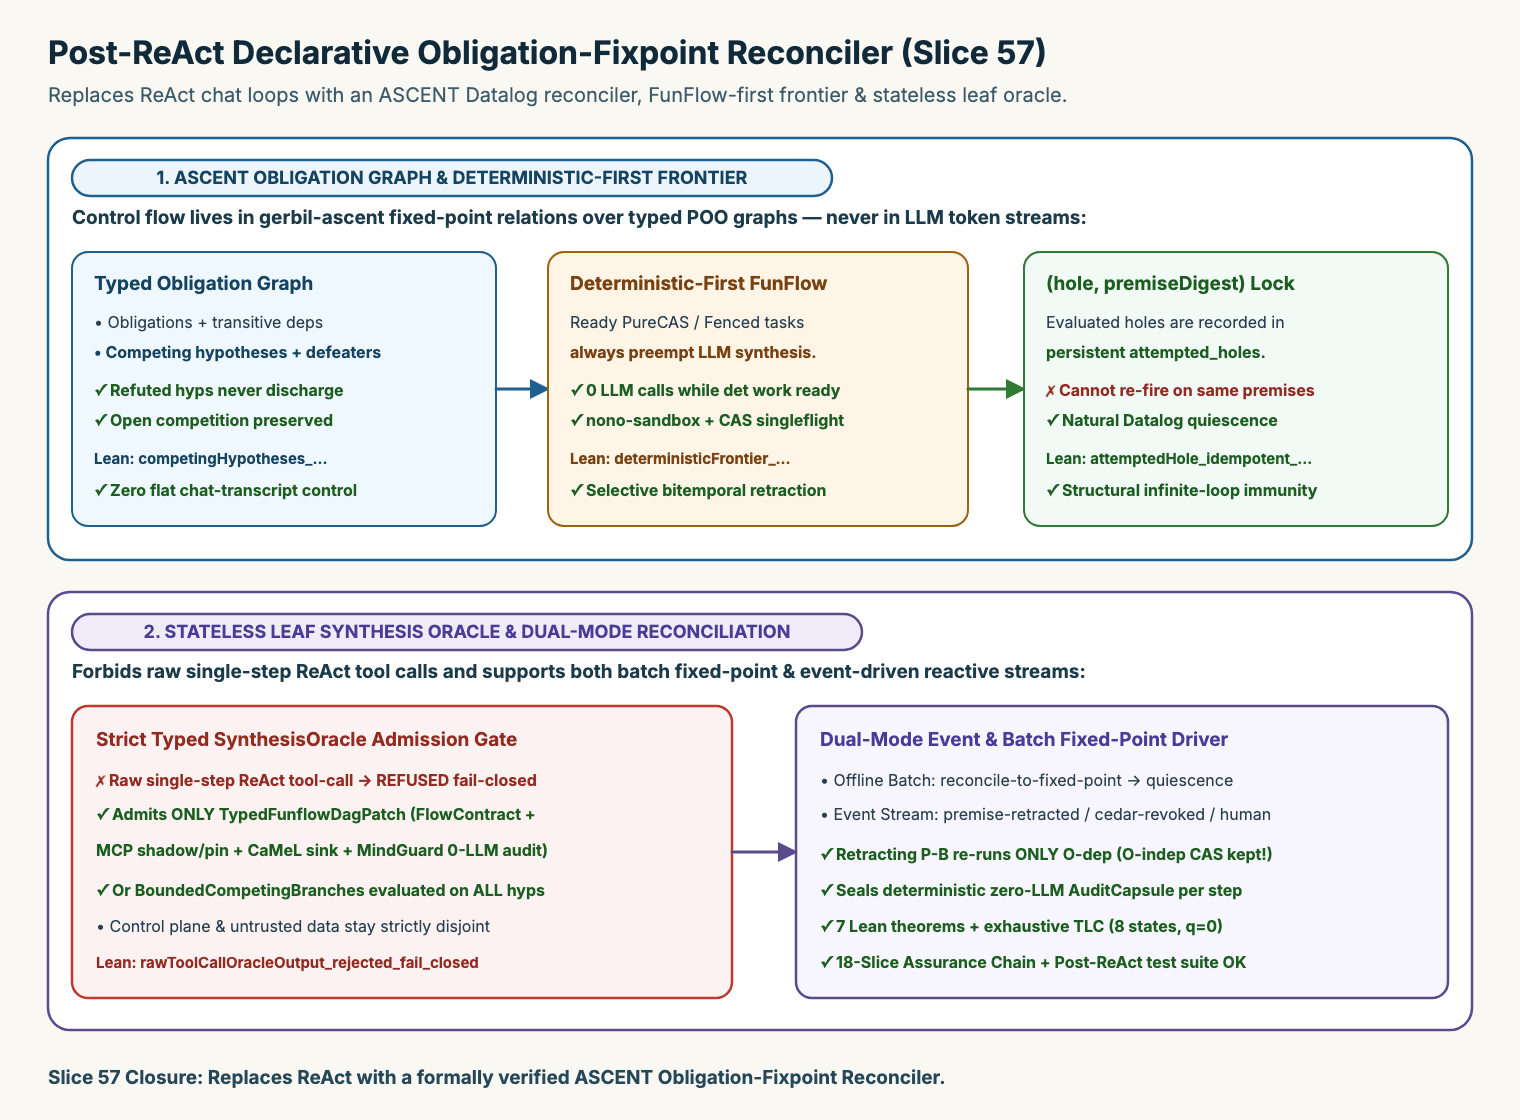 Post-ReAct Declarative Obligation-Fixpoint Reconciler (Slice 57)
Replaces ReAct chat loops with an ASCENT Datalog reconciler, FunFlow-first frontier & stateless leaf oracle.
1. ASCENT OBLIGATION GRAPH & DETERMINISTIC-FIRST FRONTIER
Control flow lives in gerbil-ascent fixed-point relations over typed POO graphs — never in LLM token streams:
Typed Obligation Graph
• Obligations + transitive deps
• Competing hypotheses + defeaters
✓Refuted hyps never discharge
✓Open competition preserved
Lean: competingHypotheses_...
✓Zero flat chat-transcript control
Deterministic-First FunFlow
Ready PureCAS / Fenced tasks
always preempt LLM synthesis.
✓0 LLM calls while det work ready
✓nono-sandbox + CAS singleflight
Lean: deterministicFrontier_...
✓Selective bitemporal retraction
(hole, premiseDigest) Lock
Evaluated holes are recorded in
persistent attempted_holes.
✗Cannot re-fire on same premises
✓Natural Datalog quiescence
Lean: attemptedHole_idempotent_...
✓Structural infinite-loop immunity
2. STATELESS LEAF SYNTHESIS ORACLE & DUAL-MODE RECONCILIATION
Forbids raw single-step ReAct tool calls and supports both batch fixed-point & event-driven reactive streams:
Strict Typed SynthesisOracle Admission Gate
✗Raw single-step ReAct tool-call → REFUSED fail-closed
✓Admits ONLY TypedFunflowDagPatch (FlowContract +
MCP shadow/pin + CaMeL sink + MindGuard 0-LLM audit)
✓Or BoundedCompetingBranches evaluated on ALL hyps
• Control plane & untrusted data stay strictly disjoint
Lean: rawToolCallOracleOutput_rejected_fail_closed
Dual-Mode Event & Batch Fixed-Point Driver
• Offline Batch: reconcile-to-fixed-point → quiescence
• Event Stream: premise-retracted / cedar-revoked / human
✓Retracting P-B re-runs ONLY O-dep (O-indep CAS kept!)
✓Seals deterministic zero-LLM AuditCapsule per step
✓7 Lean theorems + exhaustive TLC (8 states, q=0)
✓18-Slice Assurance Chain + Post-ReAct test suite OK
Slice 57 Closure: Replaces ReAct with a formally verified ASCENT Obligation-Fixpoint Reconciler.